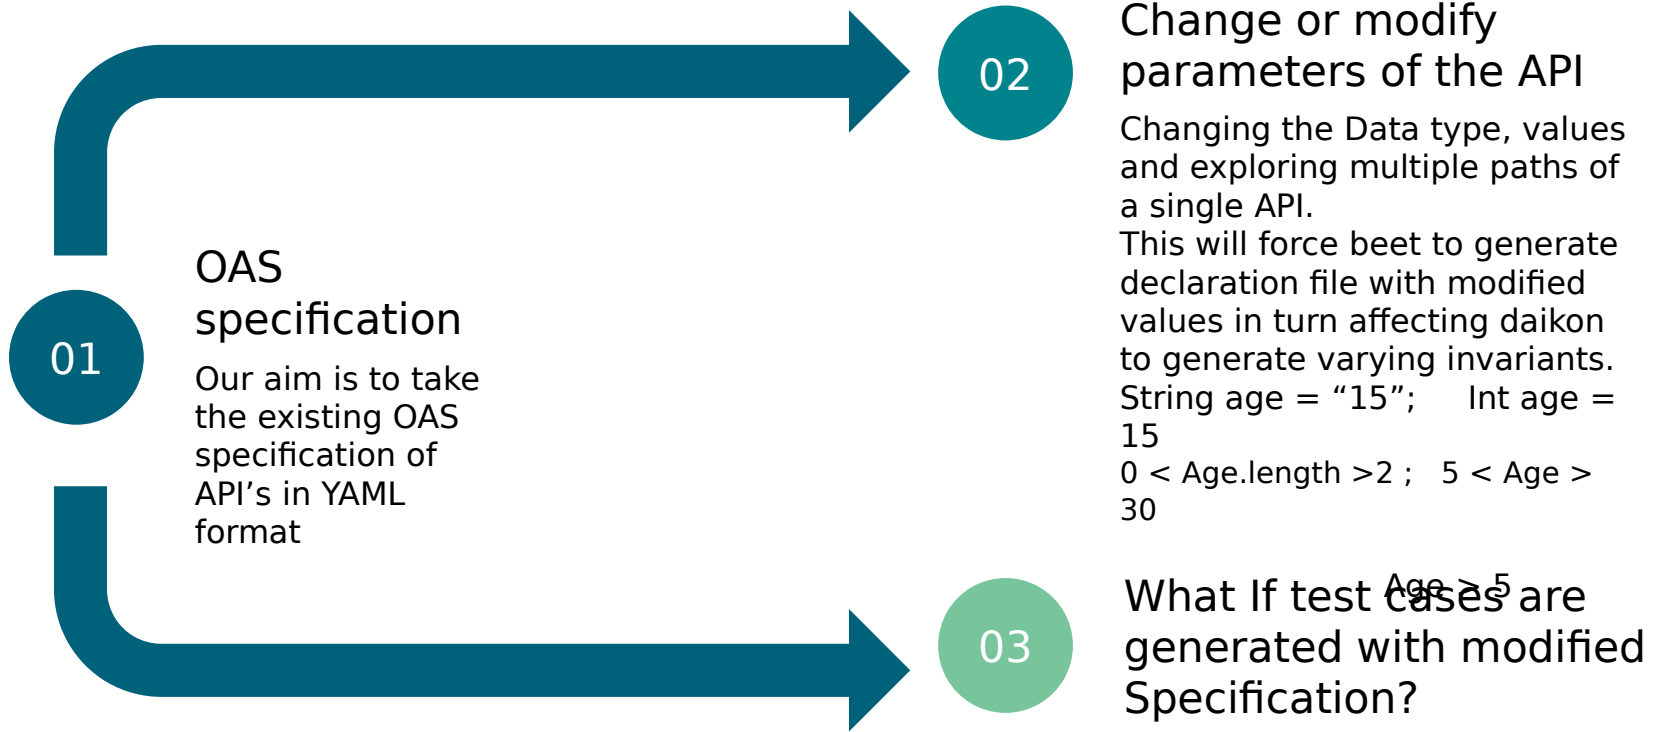 01
OAS
specification
Our aim is to take
the existing OAS
specification of
API’s in YAML
format
02
Change or modify
parameters of the API
Changing the Data type, values
and exploring multiple paths of
a single API.
This will force beet to generate
declaration file with modified
values in turn affecting daikon
to generate varying invariants.
String age = “15”;     Int age =
15
0 < Age.length >2 ;   5 < Age >
30
Age > 5
03
What If test cases are
generated with modified
Specification?